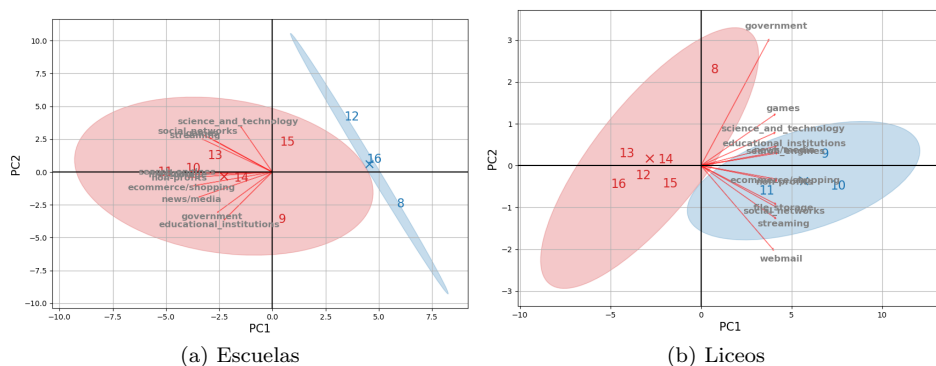 10.0
7.5
5.0
2.5
0.0
−2.5
−5.0
−7.5
−10.0
PC2
−10.0 −7.5 −5.0 −2.5 0.0 2.5 5.0 7.5
PC1
science_and_technology
social_networks
streaming
ecommerce/shopping
news/media
government
educational_institutions
12
15
16
13
10
14
8
9
(a) Escuelas
3
2
1
0
−1
−2
−3
PC2
−10 −5 0 5 10
PC1
government
games
science_and_technology
educational_institutions
ecommerce/shopping
file_storage
social_networks
streaming
webmail
8
13
14
9
12
16
15
11
10
(b) Liceos